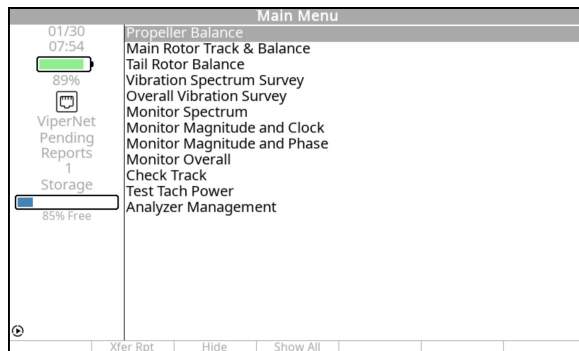 Main Menu
01/30
07:54
89%
ViperNet
Pending
Reports
1
Storage
85% Free
Propeller Balance
Main Rotor Track & Balance
Tail Rotor Balance
Vibration Spectrum Survey
Overall Vibration Survey
Monitor Spectrum
Monitor Magnitude and Clock
Monitor Magnitude and Phase
Monitor Overall
Check Track
Test Tach Power
Analyzer Management
Xfer Rpt
Hide
Show All